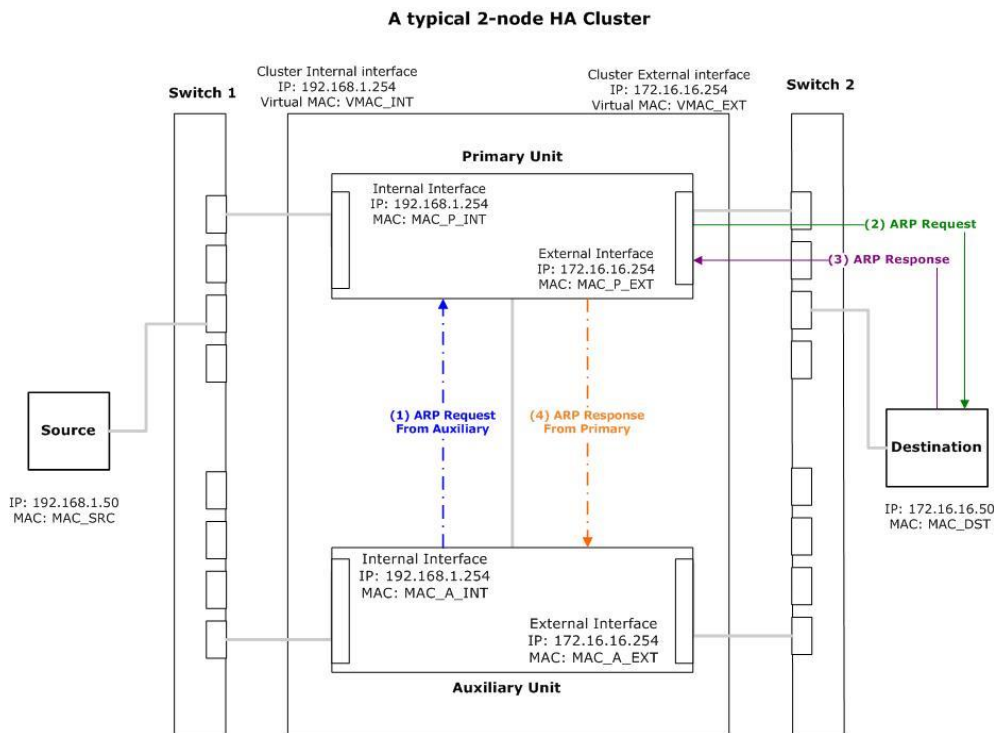 A typical 2-node HA Cluster
Cluster Internal interface
IP: 192.168.1.254
Virtual MAC: VMAC_INT
Cluster External interface
IP: 172.16.16.254
Virtual MAC: VMAC_EXT
Switch 1
Switch 2
Primary Unit
Internal Interface
IP: 192.168.1.254
MAC: MAC_P_INT
External Interface
IP: 172.16.16.254
MAC: MAC_P_EXT
(2) ARP Request
(3) ARP Response
(1) ARP Request
From Auxiliary
(4) ARP Response
From Primary
Source
IP: 192.168.1.50
MAC: MAC_SRC
Destination
IP: 172.16.16.50
MAC: MAC_DST
Internal Interface
IP: 192.168.1.254
MAC: MAC_A_INT
External Interface
IP: 172.16.16.254
MAC: MAC_A_EXT
Auxiliary Unit